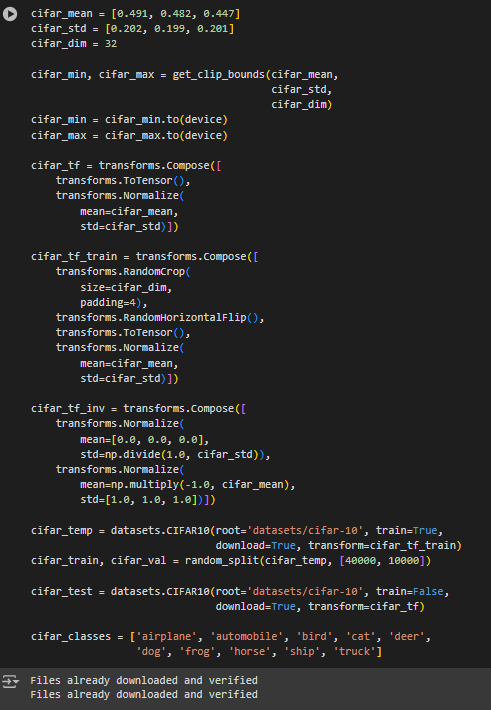 cifar_mean = [0.491, 0.482, 0.447]
cifar_std = [0.202, 0.199, 0.201]
cifar_dim = 32

cifar_min, cifar_max = get_clip_bounds(cifar_mean,
                                       cifar_std,
                                       cifar_dim)
cifar_min = cifar_min.to(device)
cifar_max = cifar_max.to(device)

cifar_tf = transforms.Compose([
    transforms.ToTensor(),
    transforms.Normalize(
        mean=cifar_mean,
        std=cifar_std)])

cifar_tf_train = transforms.Compose([
    transforms.RandomCrop(
        size=cifar_dim,
        padding=4),
    transforms.RandomHorizontalFlip(),
    transforms.ToTensor(),
    transforms.Normalize(
        mean=cifar_mean,
        std=cifar_std)])

cifar_tf_inv = transforms.Compose([
    transforms.Normalize(
        mean=[0.0, 0.0, 0.0],
        std=np.divide(1.0, cifar_std)),
    transforms.Normalize(
        mean=np.multiply(-1.0, cifar_mean),
        std=[1.0, 1.0, 1.0])])

cifar_temp = datasets.CIFAR10(root='datasets/cifar-10', train=True,
                              download=True, transform=cifar_tf_train)
cifar_train, cifar_val = random_split(cifar_temp, [40000, 10000])

cifar_test = datasets.CIFAR10(root='datasets/cifar-10', train=False,
                              download=True, transform=cifar_tf)

cifar_classes = ['airplane', 'automobile', 'bird', 'cat', 'deer',
                 'dog', 'frog', 'horse', 'ship', 'truck']
Files already downloaded and verified
Files already downloaded and verified